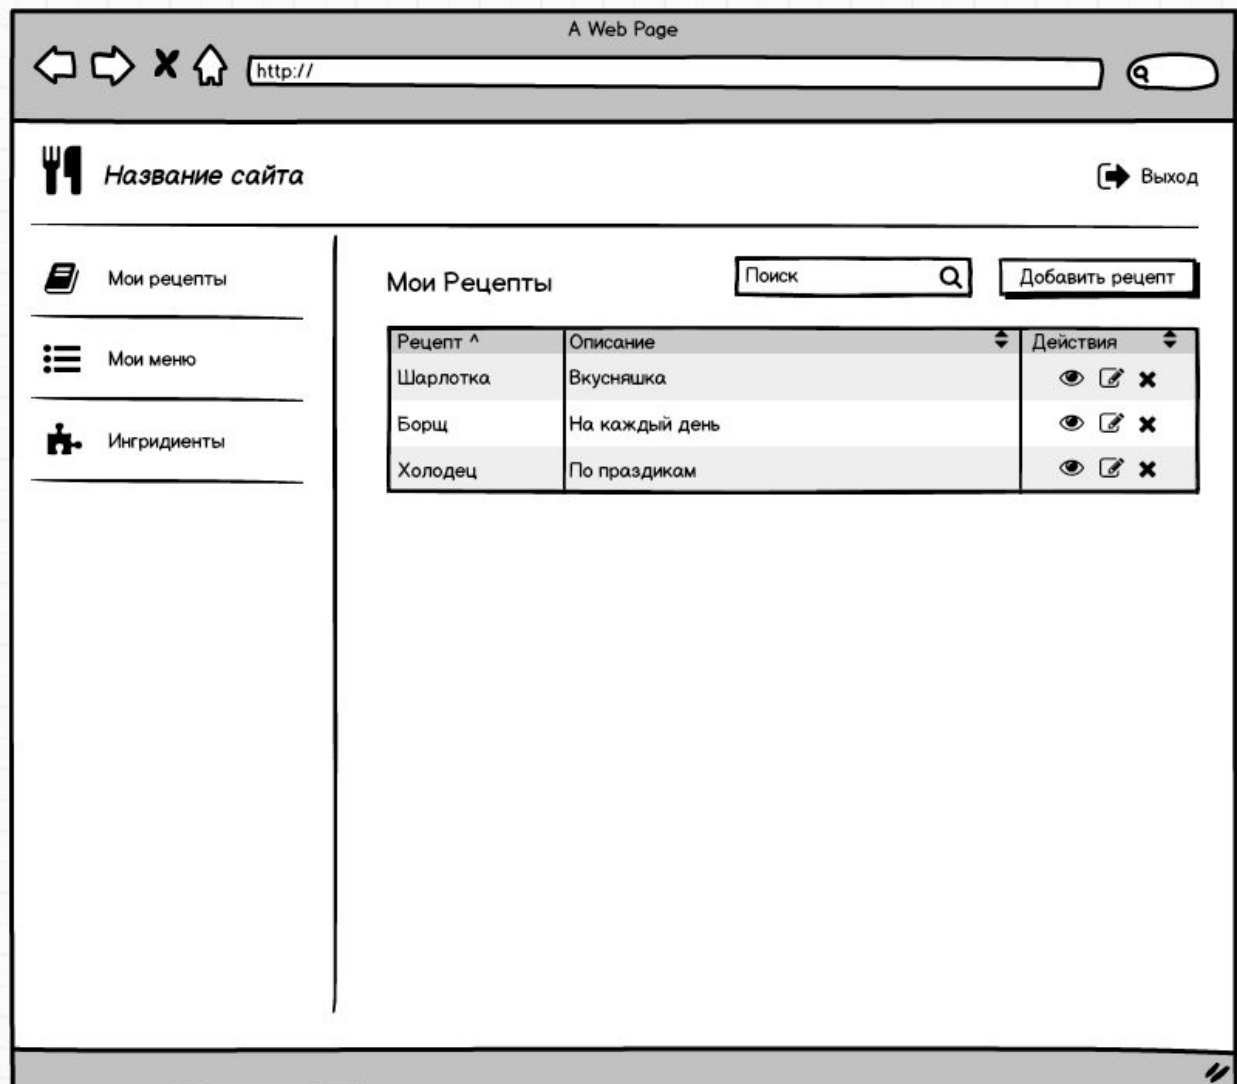 A Web Page
http://
Название сайта
Выход
Мои рецепты
Мои меню
Ингридиенты
Мои Рецепты
Поиск
Добавить рецепт
Рецепт ^ Описание Действия
Шарлотка Вкусняшка
Борщ На каждый день
Холодец По праздикам